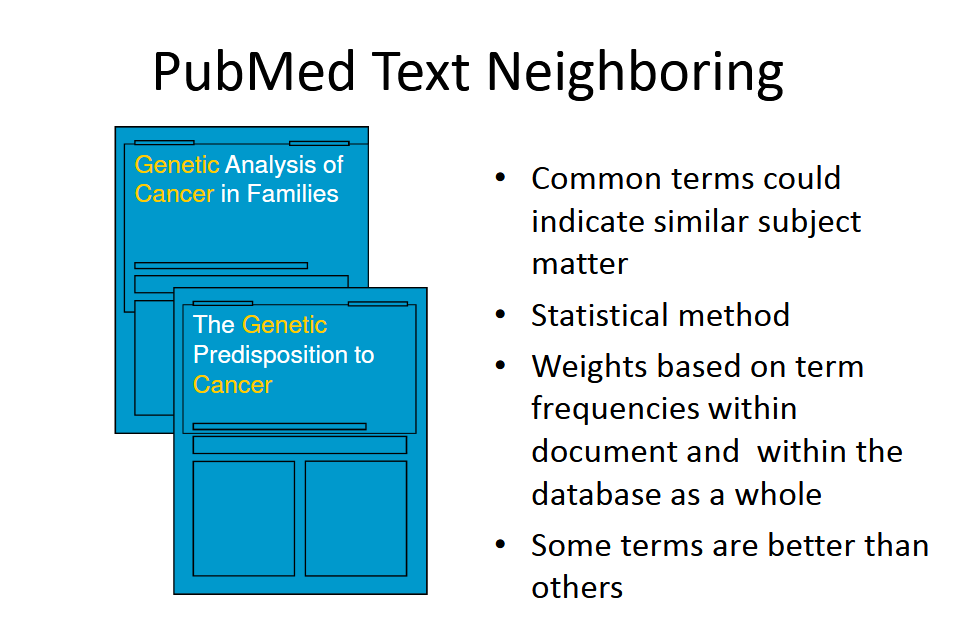 PubMed Text Neighboring
Genetic Analysis of
Cancer in Families
The Genetic
Predisposition to
Cancer
• Common terms could
indicate similar subject
matter
• Statistical method
• Weights based on term
frequencies within
document and  within the
database as a whole
• Some terms are better than
others